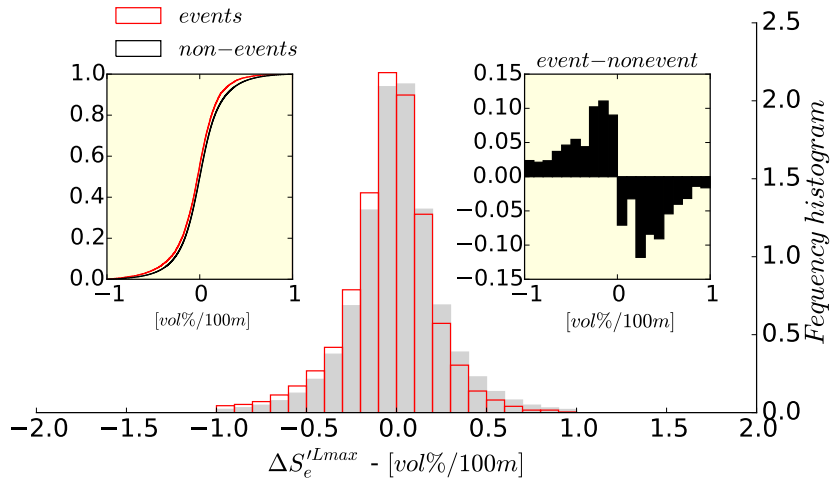 events
non−events
event−nonevent
1.0
0.8
0.6
0.4
0.2
0.0
−1 0 1
[vol%/100m]
0.15
0.10
0.05
0.00
−0.05
−0.10
−0.15
−1 0 1
[vol%/100m]
2.5
2.0
1.5
1.0
0.5
0.0
Fequency histogram
−2.0 −1.5 −1.0 −0.5 0.0 0.5 1.0 1.5 2.0
ΔS′Lmax e - [vol%/100m]